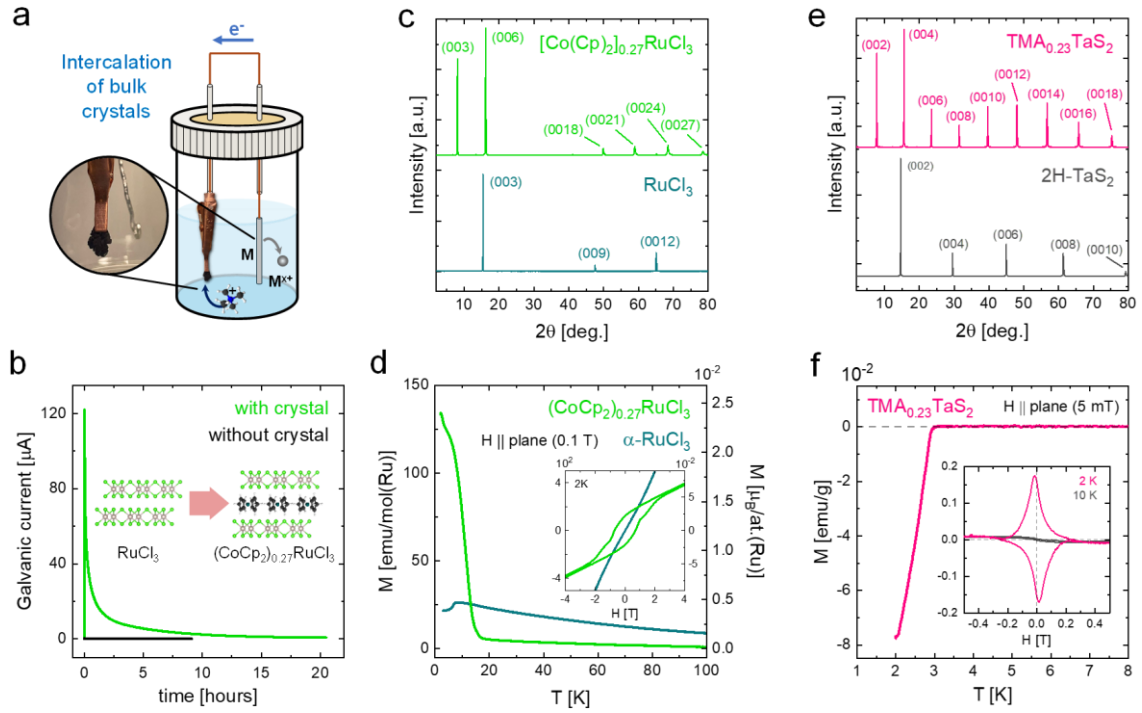 a
e-
Intercalation
of bulk
crystals
M
Mx+
+
b
Galvanic current [µA]
120
80
40
0
with crystal
without crystal
RuCl3
(CoCp2)0.27RuCl3
0
5
10
15
20
time [hours]
c
Intensity [a.u.]
[Co(Cp)2]0.27RuCl3
(003)
(006)
(0018)
(0021)
(0024)
(0027)
RuCl3
(003)
(009)
(0012)
10 20 30 40 50 60 70 80
2θ [deg.]
d
M [emu/mol(Ru)]
150
125
100
75
50
25
0
10-2
2.5
2.0
1.5
1.0
0.5
0.0
M [µB/at.(Ru)]
(CoCp2)0.27RuCl3
H || plane (0.1 T)
α-RuCl3
10 2
10-2
2K
4
0
-4
5
0
-5
-4 -2 0 2 4
H [T]
0 20 40 60 80 100
T [K]
e
Intensity [a.u.]
TMA0.23TaS2
(002)
(004)
(006)
(008)
(0010)
(0012)
(0014)
(0016)
(0018)
2H-TaS2
(002)
(004)
(006)
(008)
(0010)
10 20 30 40 50 60 70 80
2θ [deg.]
f
10-2
TMA0.23TaS2
H || plane (5 mT)
M [emu/g]
0
-2
-4
-6
-8
0.2
0.1
0.0
-0.1
-0.2
2 K
10 K
-0.4 -0.2 0.0 0.2 0.4
H [T]
1 2 3 4 5 6 7 8
T [K]